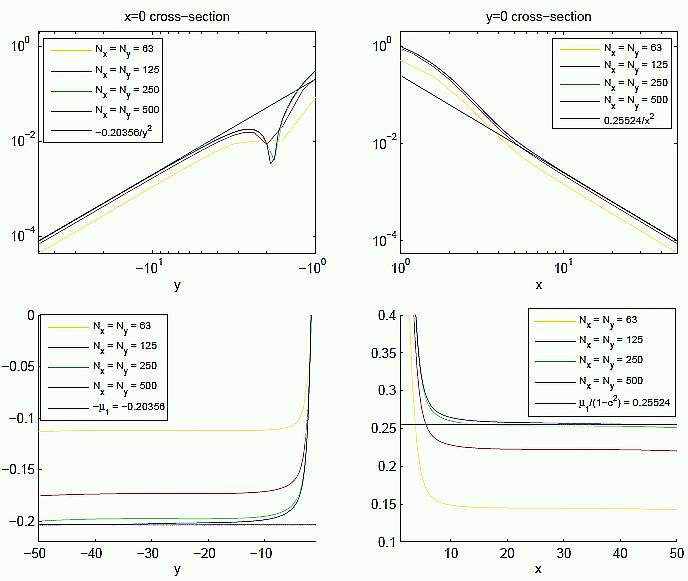 x=0 cross−section
10⁰
10⁻²
10⁻⁴
N_x = N_y = 63
N_x = N_y = 125
N_x = N_y = 250
N_x = N_y = 500
−0.20356/y²
−10¹
−10⁰
y
y=0 cross−section
10⁰
10⁻²
10⁻⁴
N_x = N_y = 63
N_x = N_y = 125
N_x = N_y = 250
N_x = N_y = 500
0.25524/x²
10⁰
10¹
x
0
−0.05
−0.1
−0.15
−0.2
N_x = N_y = 63
N_x = N_y = 125
N_x = N_y = 250
N_x = N_y = 500
−μ₁ = −0.20356
−50
−40
−30
−20
−10
y
0.4
0.35
0.3
0.25
0.2
0.15
0.1
N_x = N_y = 63
N_x = N_y = 125
N_x = N_y = 250
N_x = N_y = 500
μ₁/(1−c²) = 0.25524
10
20
30
40
50
x